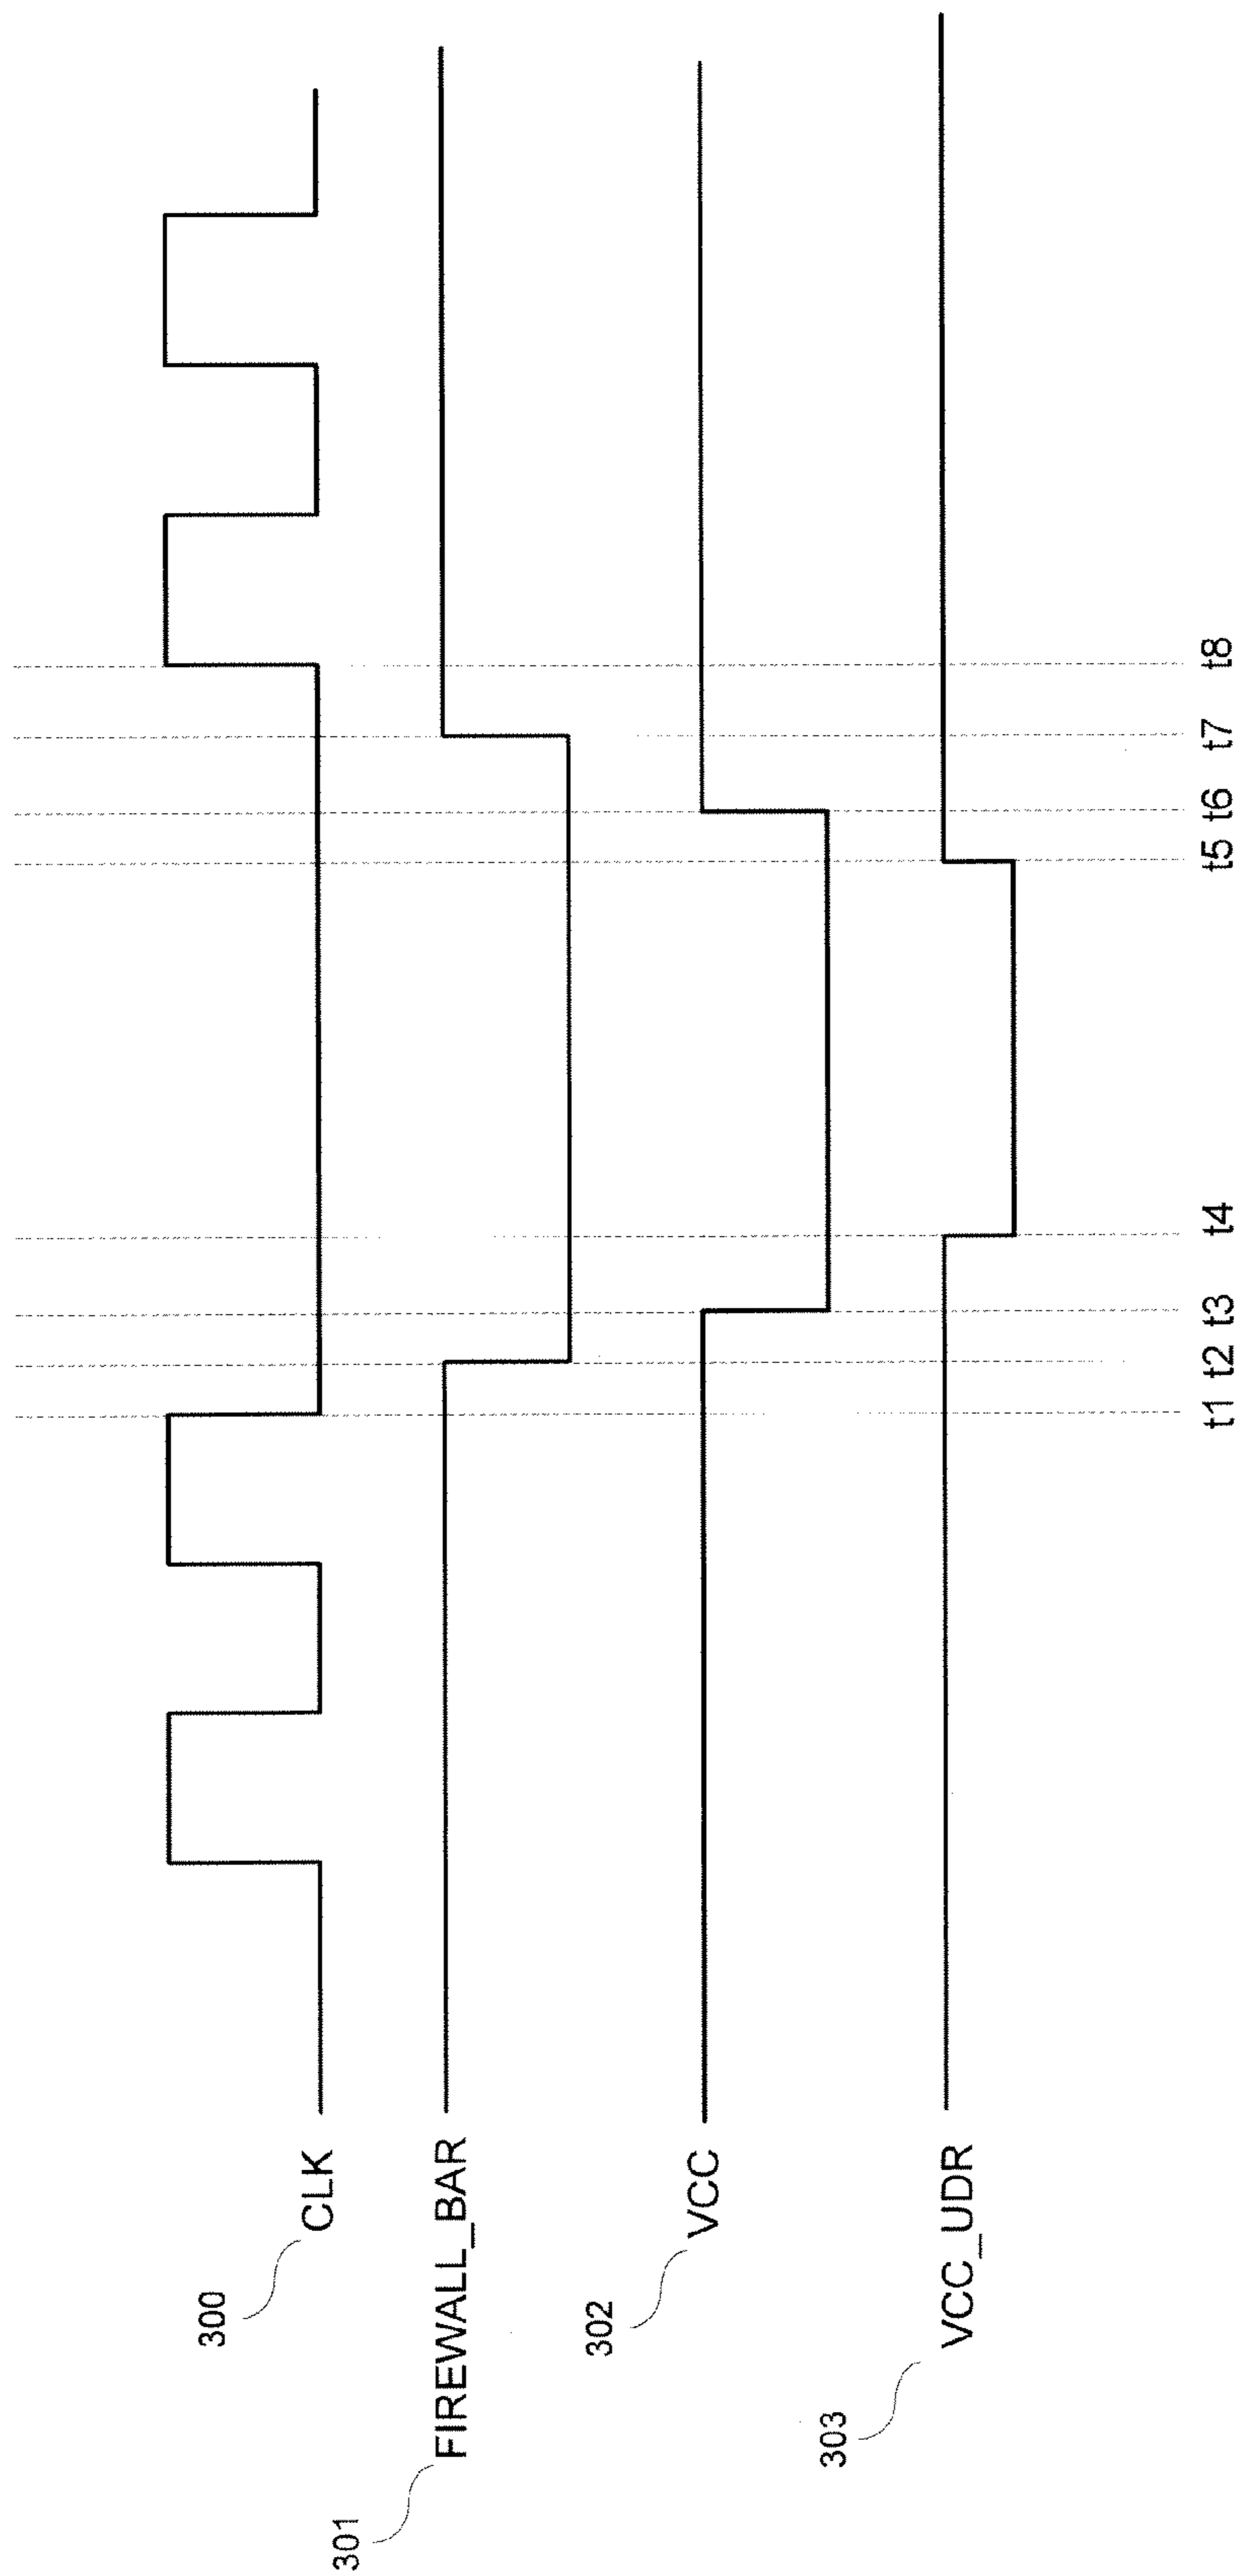 300
CLK
301
FIREWALL_BAR
302
VCC
303
VCC_UDR
t1 t2 t3 t4 t5 t6 t7 t8